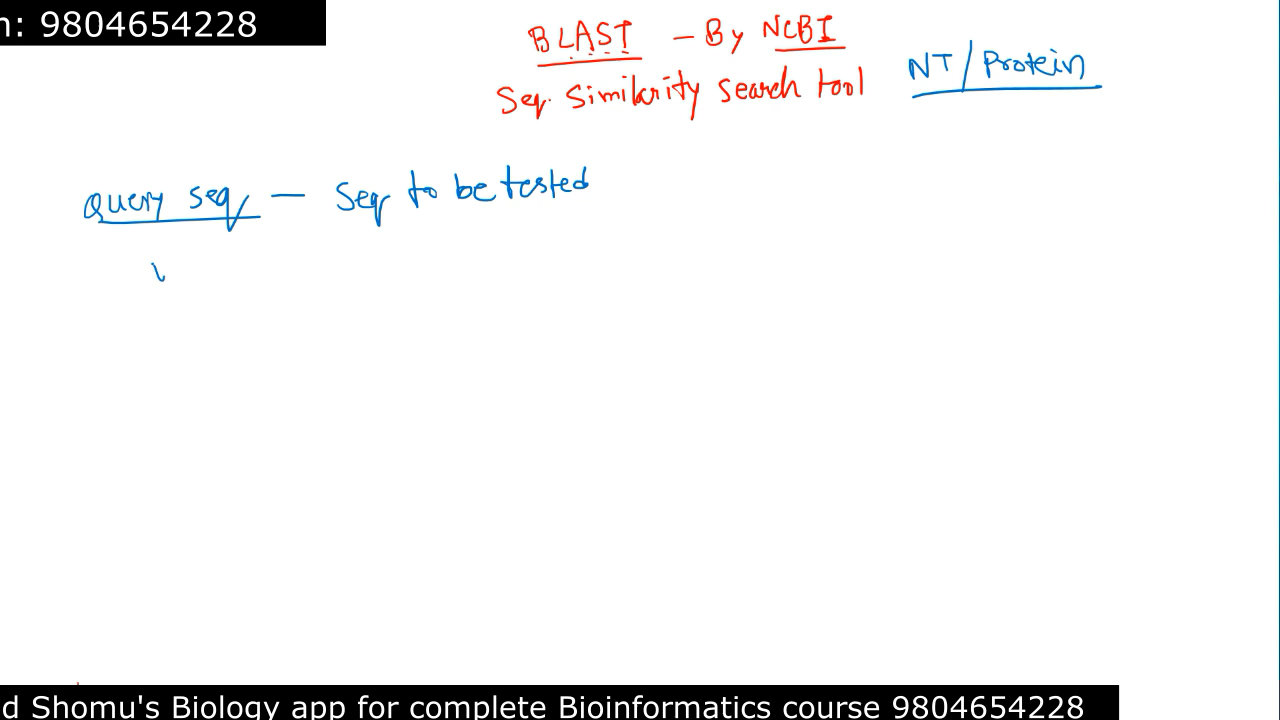 n: 9804654228
BLAST - By NCBI
Seq. Similarity search tool
NT/Protein
Query seq - Seq to be tested
d Shomu's Biology app for complete Bioinformatics course 9804654228